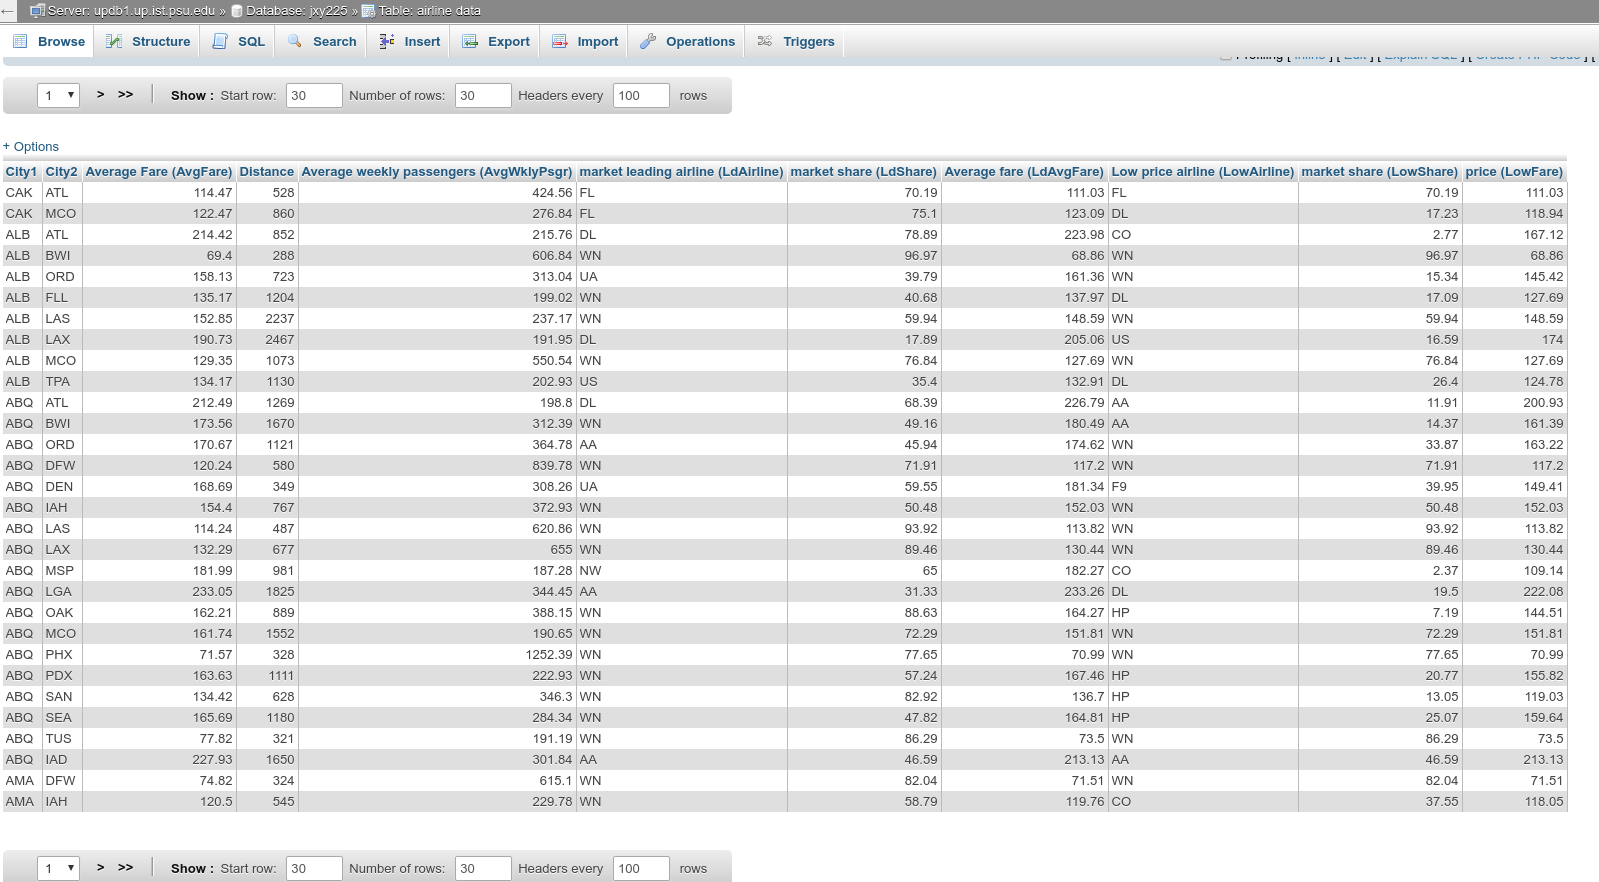 Server: updb1.up.ist.psu.edu » Database: jxy225 » Table: airline data
Browse Structure SQL Search Insert Export Import Operations Triggers
Profiling [ Inline ] [ Edit ] [ Explain SQL ] [ Create PHP Code ] [
1 > >> Show : Start row: 30 Number of rows: 30 Headers every 100 rows
+ Options
City1 City2 Average Fare (AvgFare) Distance Average weekly passengers (AvgWklyPsgr) market leading airline (LdAirline) market share (LdShare) Average fare (LdAvgFare) Low price airline (LowAirline) market share (LowShare) price (LowFare)
CAK ATL 114.47 528 424.56 FL 70.19 111.03 FL 70.19 111.03
CAK MCO 122.47 860 276.84 FL 75.1 123.09 DL 17.23 118.94
ALB ATL 214.42 852 215.76 DL 78.89 223.98 CO 2.77 167.12
ALB BWI 69.4 288 606.84 WN 96.97 68.86 WN 96.97 68.86
ALB ORD 158.13 723 313.04 UA 39.79 161.36 WN 15.34 145.42
ALB FLL 135.17 1204 199.02 WN 40.68 137.97 DL 17.09 127.69
ALB LAS 152.85 2237 237.17 WN 59.94 148.59 WN 59.94 148.59
ALB LAX 190.73 2467 191.95 DL 17.89 205.06 US 16.59 174
ALB MCO 129.35 1073 550.54 WN 76.84 127.69 WN 76.84 127.69
ALB TPA 134.17 1130 202.93 US 35.4 132.91 DL 26.4 124.78
ABQ ATL 212.49 1269 198.8 DL 68.39 226.79 AA 11.91 200.93
ABQ BWI 173.56 1670 312.39 WN 49.16 180.49 AA 14.37 161.39
ABQ ORD 170.67 1121 364.78 AA 45.94 174.62 WN 33.87 163.22
ABQ DFW 120.24 580 839.78 WN 71.91 117.2 WN 71.91 117.2
ABQ DEN 168.69 349 308.26 UA 59.55 181.34 F9 39.95 149.41
ABQ IAH 154.4 767 372.93 WN 50.48 152.03 WN 50.48 152.03
ABQ LAS 114.24 487 620.86 WN 93.92 113.82 WN 93.92 113.82
ABQ LAX 132.29 677 655 WN 89.46 130.44 WN 89.46 130.44
ABQ MSP 181.99 981 187.28 NW 65 182.27 CO 2.37 109.14
ABQ LGA 233.05 1825 344.45 AA 31.33 233.26 DL 19.5 222.08
ABQ OAK 162.21 889 388.15 WN 88.63 164.27 HP 7.19 144.51
ABQ MCO 161.74 1552 190.65 WN 72.29 151.81 WN 72.29 151.81
ABQ PHX 71.57 328 1252.39 WN 77.65 70.99 WN 77.65 70.99
ABQ PDX 163.63 1111 222.93 WN 57.24 167.46 HP 20.77 155.82
ABQ SAN 134.42 628 346.3 WN 82.92 136.7 HP 13.05 119.03
ABQ SEA 165.69 1180 284.34 WN 47.82 164.81 HP 25.07 159.64
ABQ TUS 77.82 321 191.19 WN 86.29 73.5 WN 86.29 73.5
ABQ IAD 227.93 1650 301.84 AA 46.59 213.13 AA 46.59 213.13
AMA DFW 74.82 324 615.1 WN 82.04 71.51 WN 82.04 71.51
AMA IAH 120.5 545 229.78 WN 58.79 119.76 CO 37.55 118.05
1 > >> Show : Start row: 30 Number of rows: 30 Headers every 100 rows